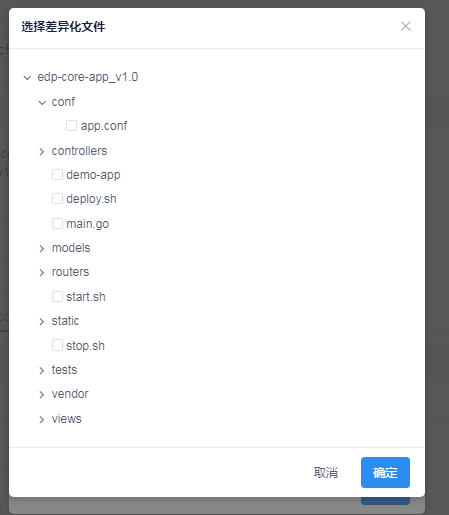 选择差异化文件
edp-core-app_v1.0
conf
app.conf
controllers
demo-app
deploy.sh
main.go
models
routers
start.sh
static
stop.sh
tests
vendor
views
取消 确定